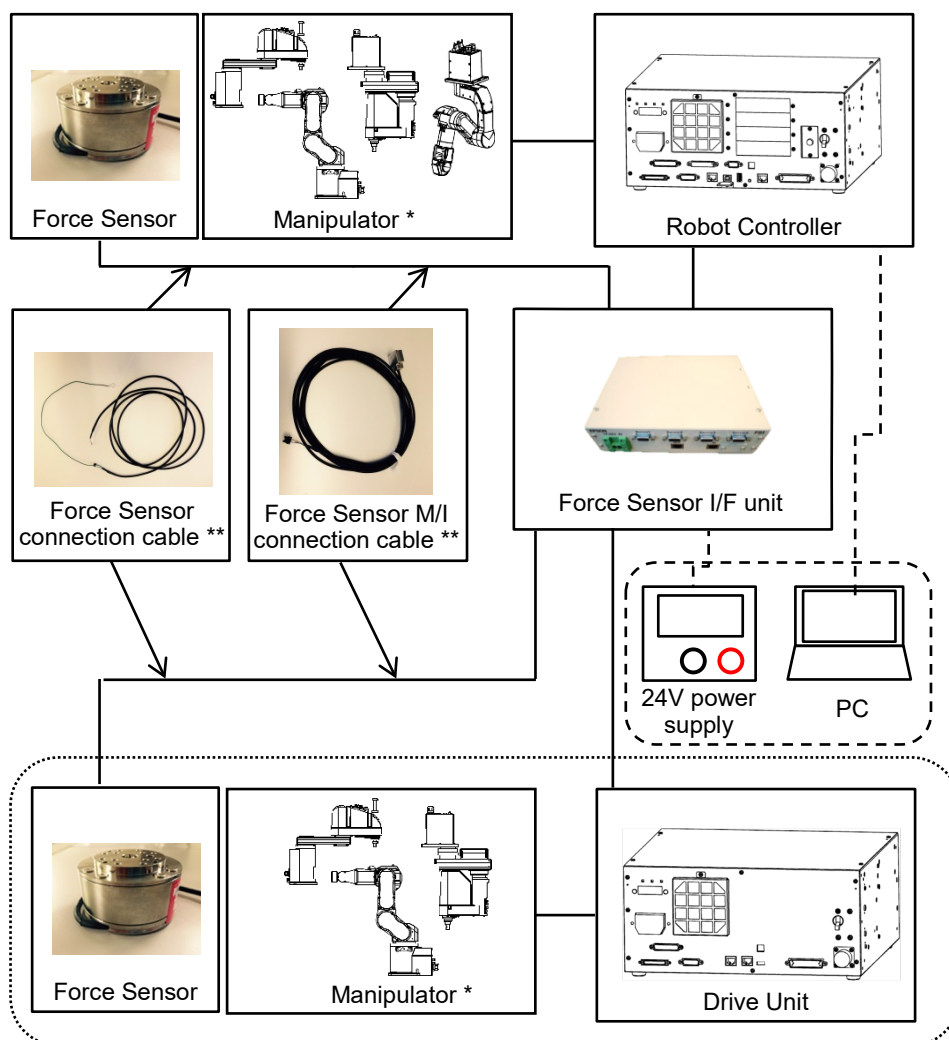 Force Sensor
Manipulator *
Robot Controller
Force Sensor
connection cable **
Force Sensor M/I
connection cable **
Force Sensor I/F unit
24V power
supply
PC
Force Sensor
Manipulator *
Drive Unit